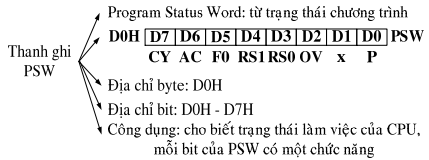 Program Status Word: từ trạng thái chương trình
D0H D7 D6 D5 D4 D3 D2 D1 D0 PSW
CY AC F0 RS1 RS0 OV x P
Thanh ghi
PSW
Địa chỉ byte: D0H
Địa chỉ bit: D0H - D7H
Công dụng: cho biết trạng thái làm việc của CPU,
mỗi bit của PSW có một chức năng